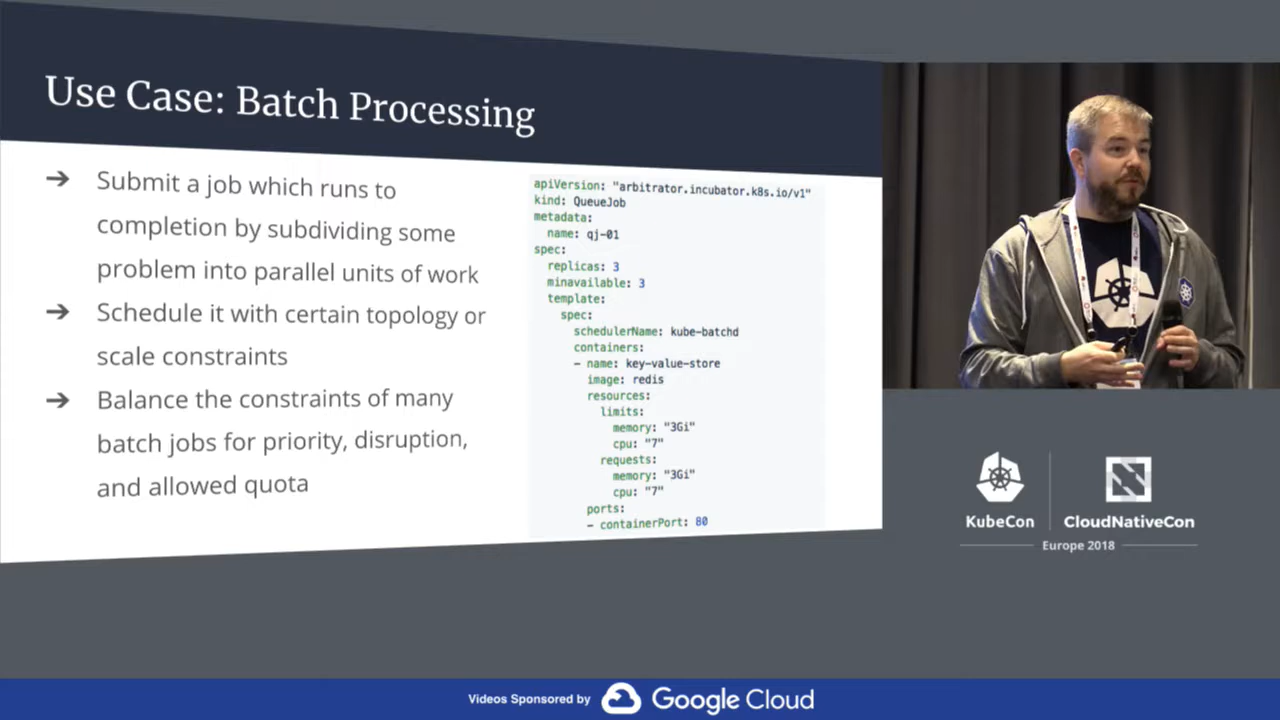 Use Case: Batch Processing
➔ Submit a job which runs to
completion by subdividing some
problem into parallel units of work
➔ Schedule it with certain topology or
scale constraints
➔ Balance the constraints of many
batch jobs for priority, disruption,
and allowed quota
apiVersion: "arbitrator.incubator.k8s.io/v1"
kind: QueueJob
metadata:
  name: qj-01
spec:
  replicas: 3
  minavailable: 3
  template:
    spec:
      schedulerName: kube-batchd
      containers:
      - name: key-value-store
        image: redis
        resources:
          limits:
            memory: "3Gi"
            cpu: "7"
          requests:
            memory: "3Gi"
            cpu: "7"
        ports:
        - containerPort: 80
KubeCon
CloudNativeCon
Europe 2018
Videos Sponsored by Google Cloud